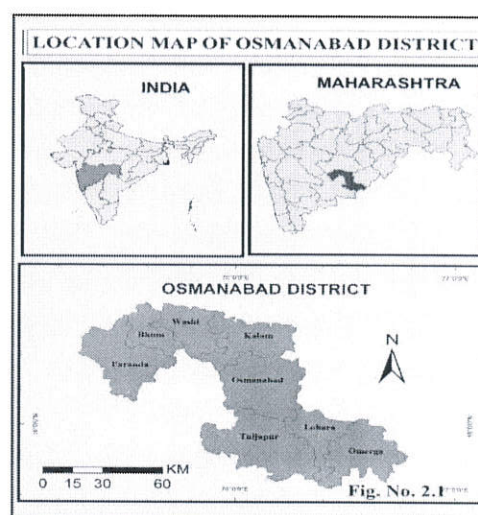 LOCATION MAP OF OSMANABAD DISTRICT
INDIA
MAHARASHTRA
OSMANABAD DISTRICT
Washi
Bhum
Kalam
Paranda
Osmanabad
N
Lohara
Tuljapur
Omerga
KM
0 15 30 60
Fig. No. 2.1